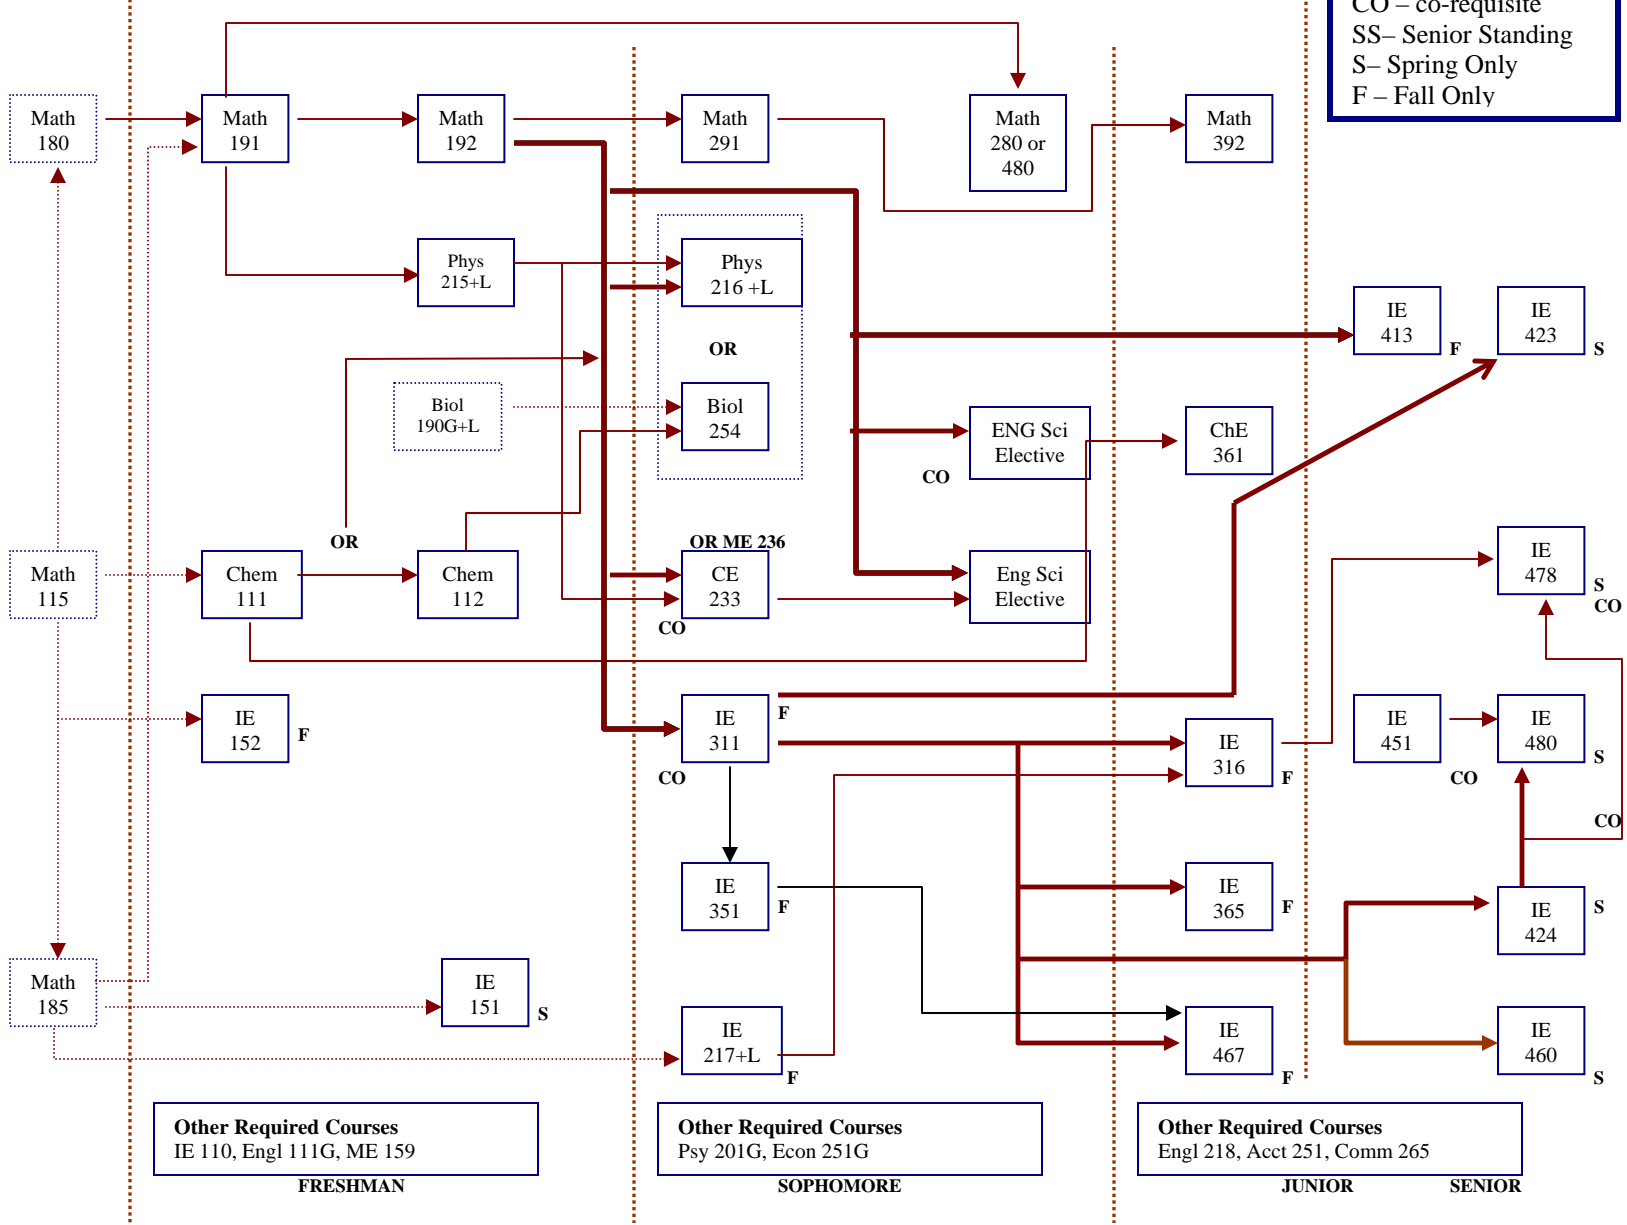 CO – co-requisite
SS– Senior Standing
S– Spring Only
F – Fall Only
Math
180
Math
191
Math
192
Math
291
Math
280 or
480
Math
392
Phys
215+L
Phys
216 +L
OR
Biol
190G+L
Biol
254
IE
413
F
IE
423
S
ENG Sci
Elective
CO
ChE
361
Math
115
Chem
111
OR
Chem
112
OR ME 236
CE
233
CO
Eng Sci
Elective
IE
478
S
CO
IE
152
F
IE
311
F
CO
IE
316
F
IE
451
CO
IE
480
S
CO
IE
351
F
IE
365
F
IE
424
S
Math
185
IE
151
S
IE
217+L
F
IE
467
F
IE
460
S
Other Required Courses
IE 110, Engl 111G, ME 159
Other Required Courses
Psy 201G, Econ 251G
Other Required Courses
Engl 218, Acct 251, Comm 265
FRESHMAN
SOPHOMORE
JUNIOR
SENIOR